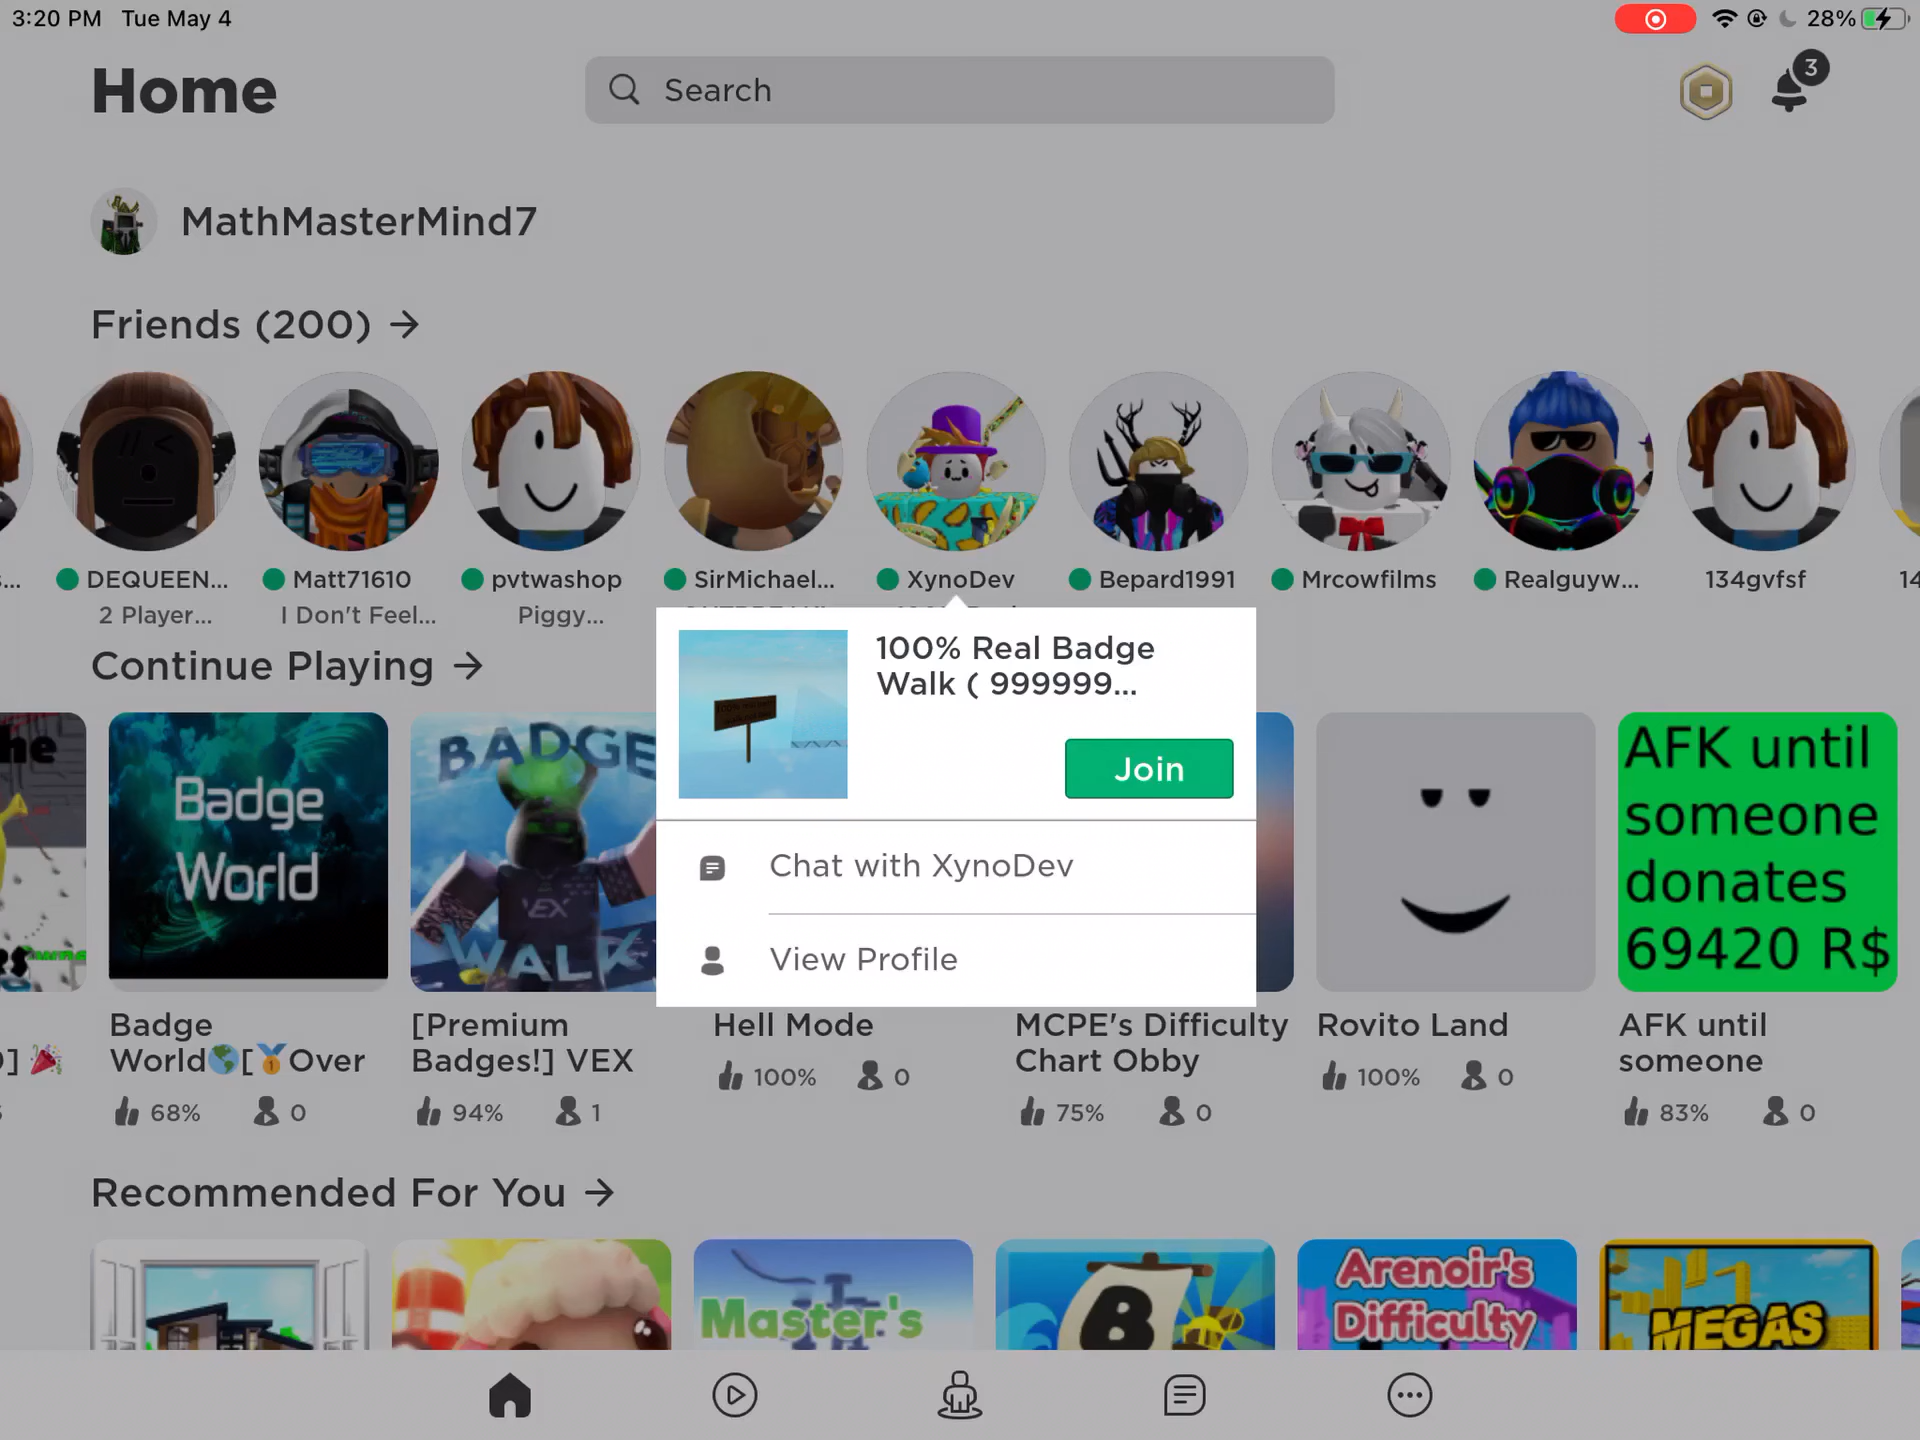 3:20 PM Tue May 4
28%
Home
Search
3
MathMasterMind7
Friends (200)
s...
DEQUEEN...
Matt71610
pvtwashop
SirMichael...
XynoDev
Bepard1991
Mrcowfilms
Realguyw...
134gvfsf
14
2 Player...
I Don't Feel...
Piggy...
Continue Playing
100% Real Badge
Walk ( 999999...
Join
Chat with XynoDev
View Profile
he
Badge
World
BADGE
VEX
WALK
AFK until
someone
donates
69420 R$
Badge
World🌎[🥇Over
[Premium
Badges!] VEX
Hell Mode
MCPE's Difficulty
Chart Obby
Rovito Land
AFK until
someone
] 🎉
68% 0
94% 1
100% 0
75% 0
100% 0
83% 0
Recommended For You
Master's
B
Arenoir's
Difficulty
MEGAS